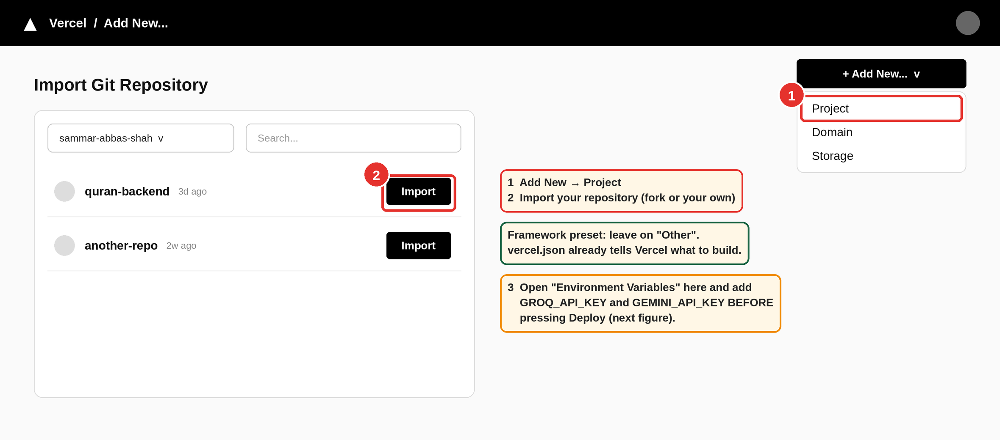 Vercel / Add New...
+ Add New... v
1
Project
Domain
Storage
Import Git Repository
sammar-abbas-shah v
Search...
2
quran-backend 3d ago Import
another-repo 2w ago Import
1 Add New → Project
2 Import your repository (fork or your own)
Framework preset: leave on "Other".
vercel.json already tells Vercel what to build.
3 Open "Environment Variables" here and add
GROQ_API_KEY and GEMINI_API_KEY BEFORE
pressing Deploy (next figure).